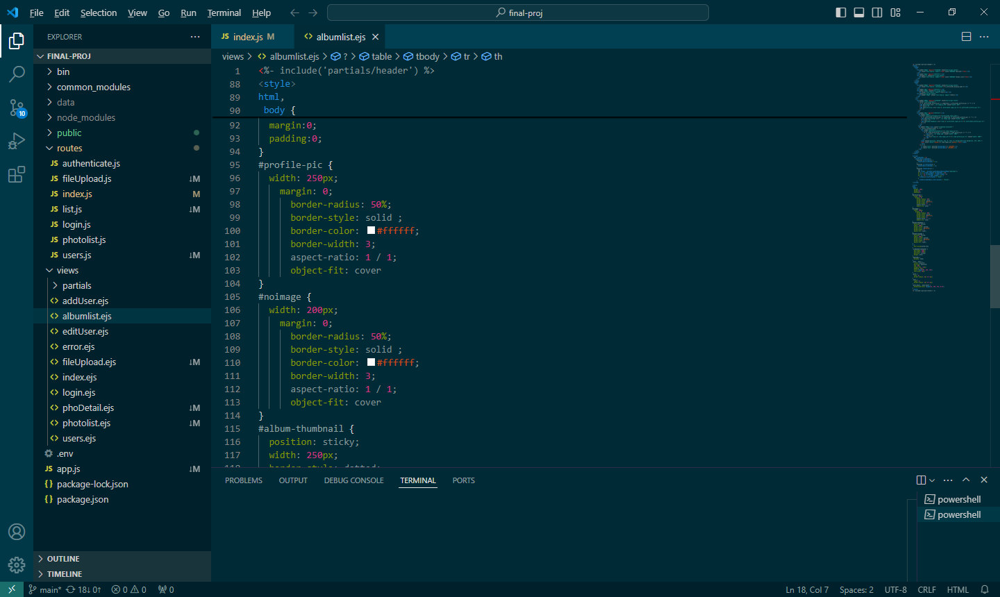 File Edit Selection View Go Run Terminal Help
final-proj
EXPLORER
FINAL-PROJ
bin
common_modules
data
node_modules
public
routes
JS authenticate.js
JS fileUpload.js ↓M
JS index.js M
JS list.js ↓M
JS login.js
JS photolist.js
JS users.js ↓M
views
partials
<> addUser.ejs
<> albumlist.ejs
<> editUser.ejs
<> error.ejs
<> fileUpload.ejs ↓M
<> index.ejs
<> login.ejs
<> phoDetail.ejs ↓M
<> photolist.ejs ↓M
<> users.ejs
.env
JS app.js ↓M
{} package-lock.json
{} package.json
OUTLINE
TIMELINE
10
JS index.js M
<> albumlist.ejs
views > <> albumlist.ejs > ? > table > tbody > tr > th
1 <%- include('partials/header') %>
88 <style>
89 html,
90 body {
92 margin:0;
93 padding:0;
94 }
95 #profile-pic {
96 width: 250px;
97 margin: 0;
98 border-radius: 50%;
99 border-style: solid ;
100 border-color: #ffffff;
101 border-width: 3;
102 aspect-ratio: 1 / 1;
103 object-fit: cover
104 }
105 #noimage {
106 width: 200px;
107 margin: 0;
108 border-radius: 50%;
109 border-style: solid ;
110 border-color: #ffffff;
111 border-width: 3;
112 aspect-ratio: 1 / 1;
113 object-fit: cover
114 }
115 #album-thumbnail {
116 position: sticky;
117 width: 250px;
118 border-style: dotted;
PROBLEMS OUTPUT DEBUG CONSOLE TERMINAL PORTS
powershell
powershell
main* 18↓ 0↑ 0 0 0
Ln 18, Col 7 Spaces: 2 UTF-8 CRLF HTML